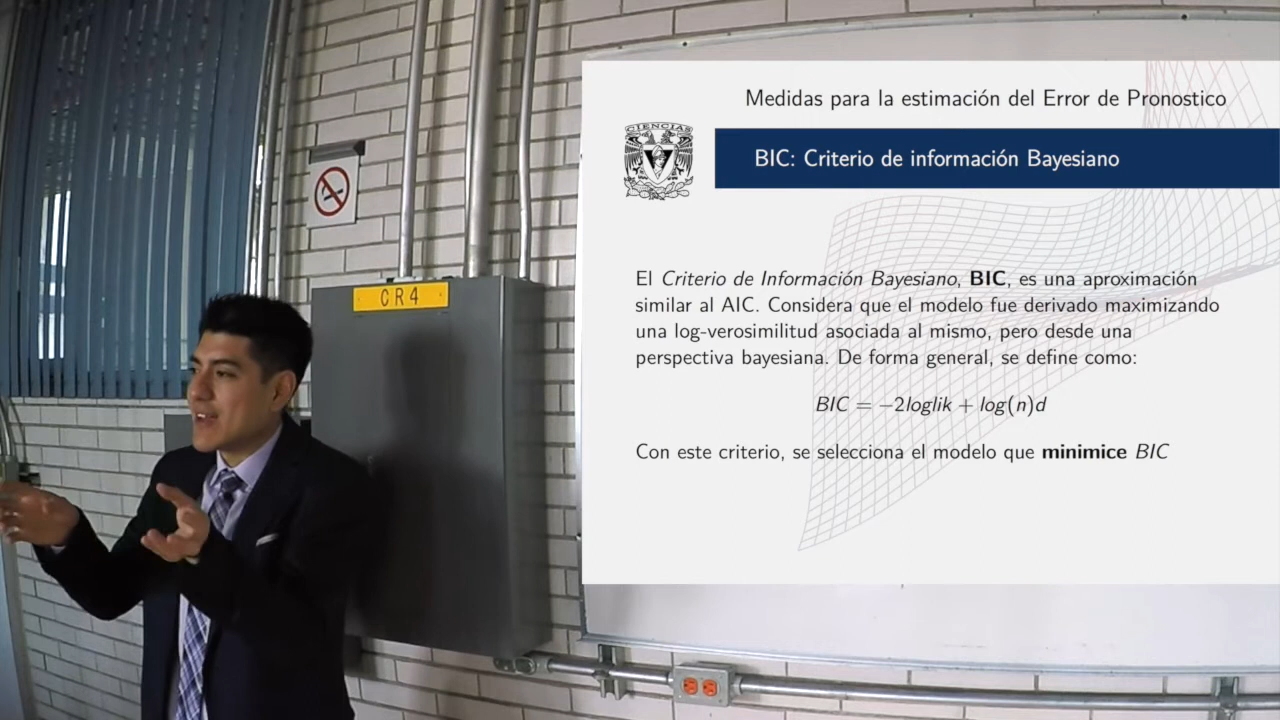 Medidas para la estimación del Error de Pronostico
CIENCIAS
BIC: Criterio de información Bayesiano
CR4
El Criterio de Información Bayesiano, BIC, es una aproximación
similar al AIC. Considera que el modelo fue derivado maximizando
una log-verosimilitud asociada al mismo, pero desde una
perspectiva bayesiana. De forma general, se define como:
BIC = −2loglik + log(n)d
Con este criterio, se selecciona el modelo que minimice BIC